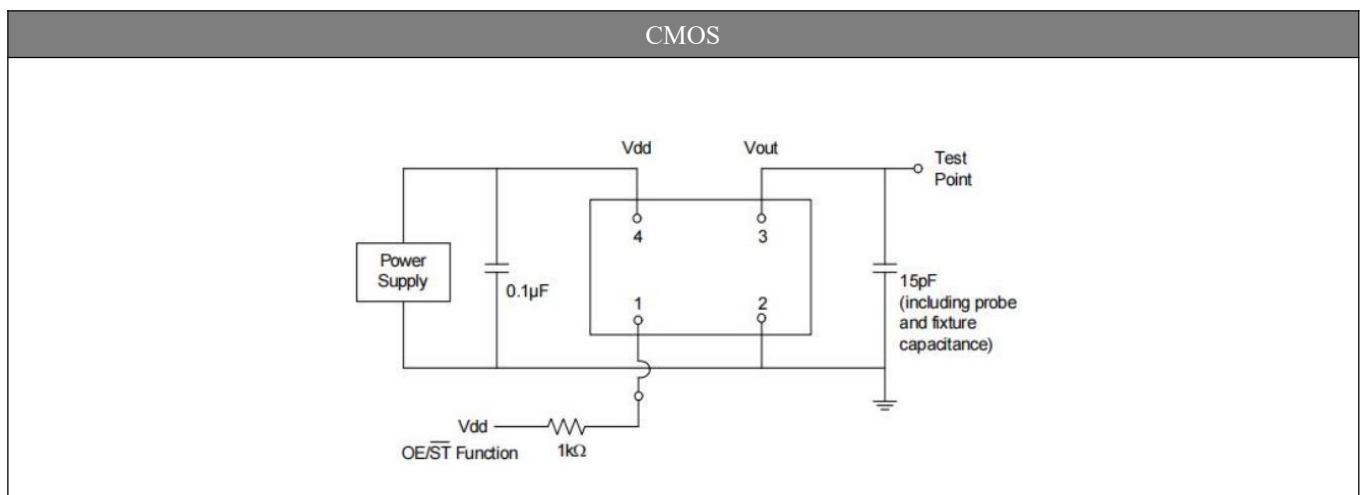 CMOS
Vdd
Vout
Test
Point
4
3
Power
Supply
0.1µF
1
2
15pF
(including probe
and fixture
capacitance)
Vdd
OE/S̅T̅ Function
1kΩ